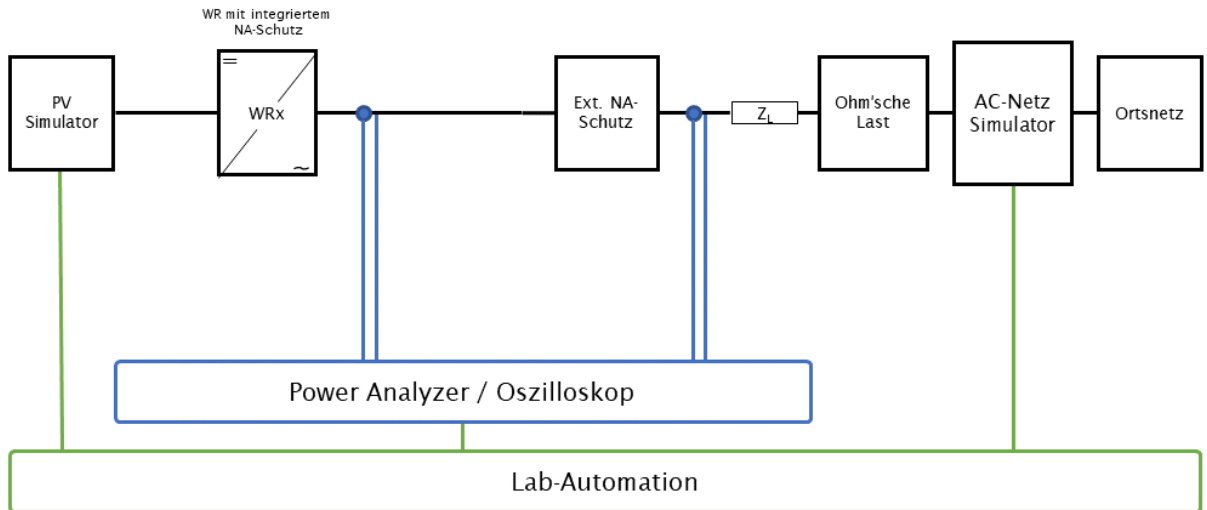 WR mit integriertem
NA-Schutz
PV
Simulator
=
WRx
~
Ext. NA-
Schutz
Z_L
Ohm'sche
Last
AC-Netz
Simulator
Ortsnetz
Power Analyzer / Oszilloskop
Lab-Automation